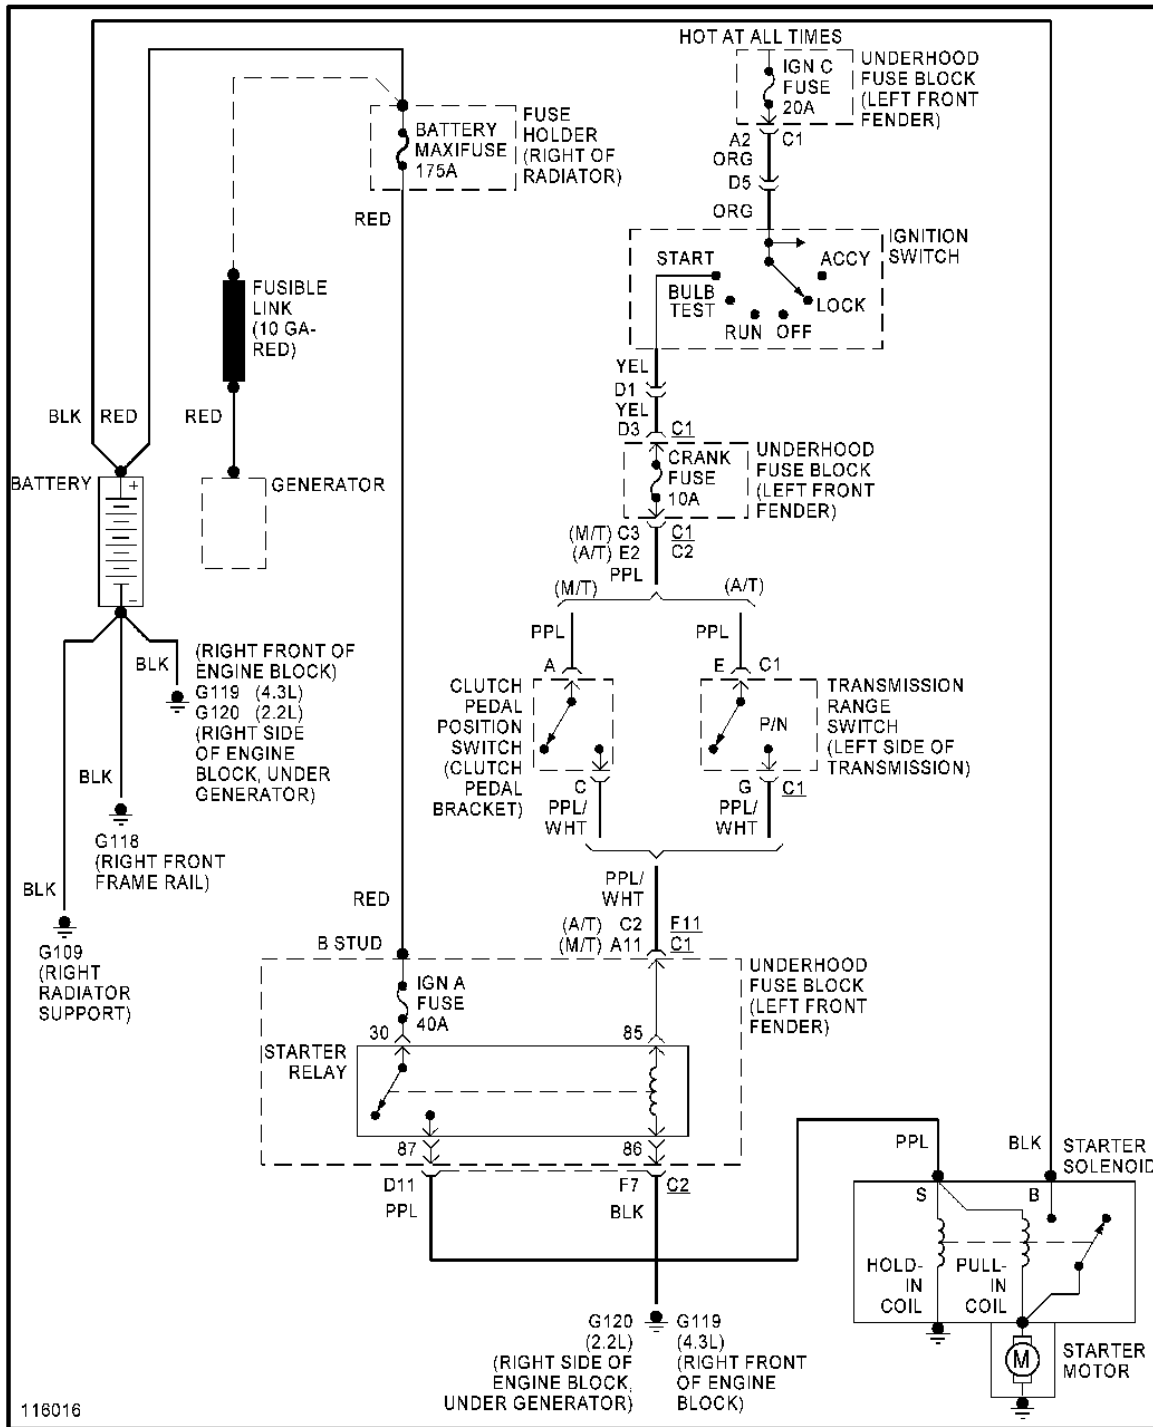 HOT AT ALL TIMES
IGN C
FUSE
20A
UNDERHOOD
FUSE BLOCK
(LEFT FRONT
FENDER)
A2 C1
ORG
D5
ORG
BATTERY
MAXIFUSE
175A
FUSE
HOLDER
(RIGHT OF
RADIATOR)
RED
IGNITION
SWITCH
START
BULB
TEST
RUN OFF
LOCK
ACCY
FUSIBLE
LINK
(10 GA-
RED)
BLK RED RED
YEL
D1
YEL
D3 C1
BATTERY
+
-
GENERATOR
CRANK
FUSE
10A
UNDERHOOD
FUSE BLOCK
(LEFT FRONT
FENDER)
(M/T) C3 C1
(A/T) E2 C2
PPL
(M/T) (A/T)
PPL PPL
A E C1
BLK
(RIGHT FRONT OF
ENGINE BLOCK)
G119 (4.3L)
G120 (2.2L)
(RIGHT SIDE
OF ENGINE
BLOCK, UNDER
GENERATOR)
CLUTCH
PEDAL
POSITION
SWITCH
(CLUTCH
PEDAL
BRACKET)
P/N
TRANSMISSION
RANGE
SWITCH
(LEFT SIDE OF
TRANSMISSION)
C G C1
PPL/
WHT
PPL/
WHT
BLK
G118
(RIGHT FRONT
FRAME RAIL)
BLK
G109
(RIGHT
RADIATOR
SUPPORT)
RED
PPL/
WHT
(A/T) C2 F11
(M/T) A11 C1
B STUD
IGN A
FUSE
40A
UNDERHOOD
FUSE BLOCK
(LEFT FRONT
FENDER)
30 85
STARTER
RELAY
87 86
D11 F7 C2
PPL BLK
PPL BLK
STARTER
SOLENOID
S B
HOLD-
IN
COIL
PULL-
IN
COIL
G120
(2.2L)
(RIGHT SIDE OF
ENGINE BLOCK,
UNDER GENERATOR)
G119
(4.3L)
(RIGHT FRONT
OF ENGINE
BLOCK)
M
STARTER
MOTOR
116016